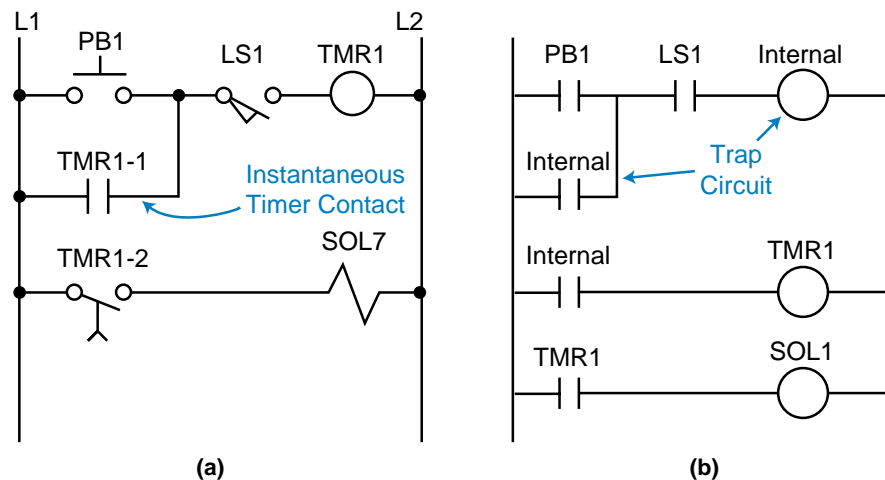 L1
L2
PB1
LS1
TMR1
TMR1-1
Instantaneous
Timer Contact
TMR1-2
SOL7
(a)
PB1
LS1
Internal
Internal
Trap
Circuit
Internal
TMR1
TMR1
SOL1
(b)